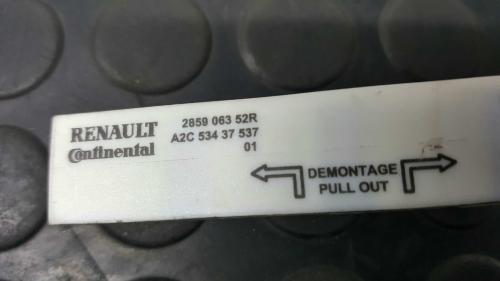 RENAULT 2859 063 52R
Continental A2C 534 37 537
01
DEMONTAGE
PULL OUT